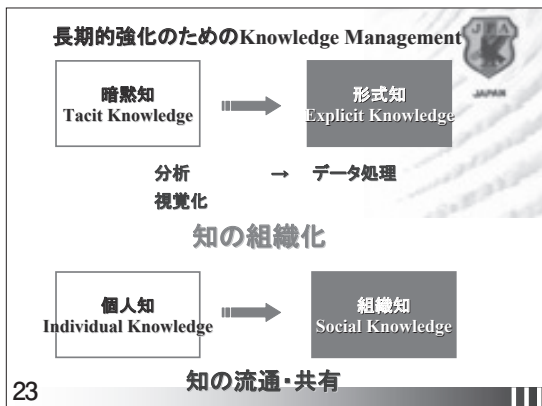 長期的強化のためのKnowledge Management
JFA
JAPAN
暗黙知
Tacit Knowledge
形式知
Explicit Knowledge
分析 → データ処理
視覚化
知の組織化
個人知
Individual Knowledge
組織知
Social Knowledge
知の流通・共有
23